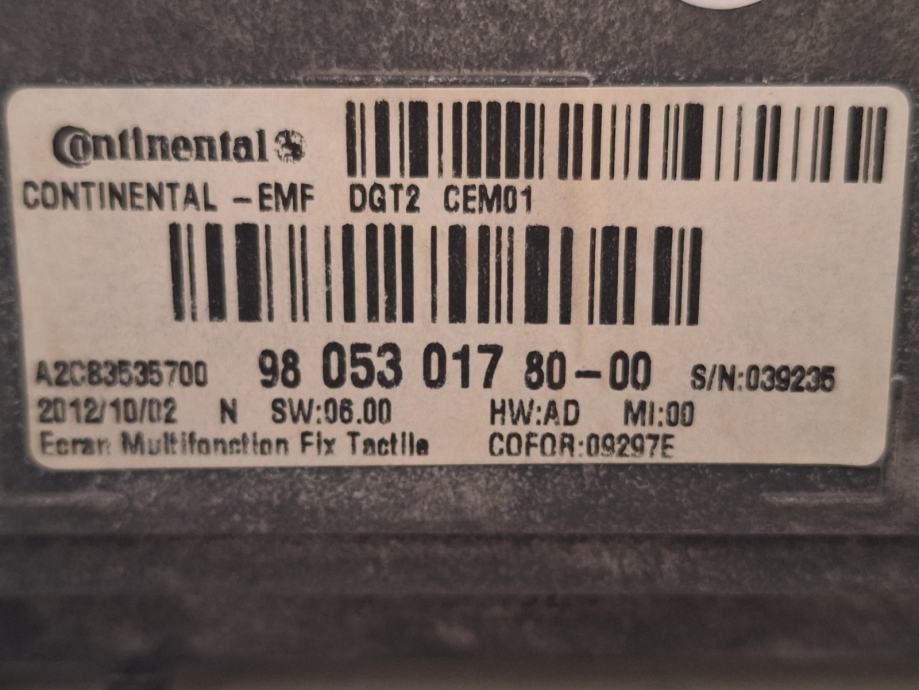 Continental
CONTINENTAL -EMF DGT2 CEM01
A2C83535700 98 053 017 80-00 S/N:039235
2012/10/02 N SW:06.00 HW:AD MI:00
Ecran Multifonction Fix Tactile COFOR:09297E